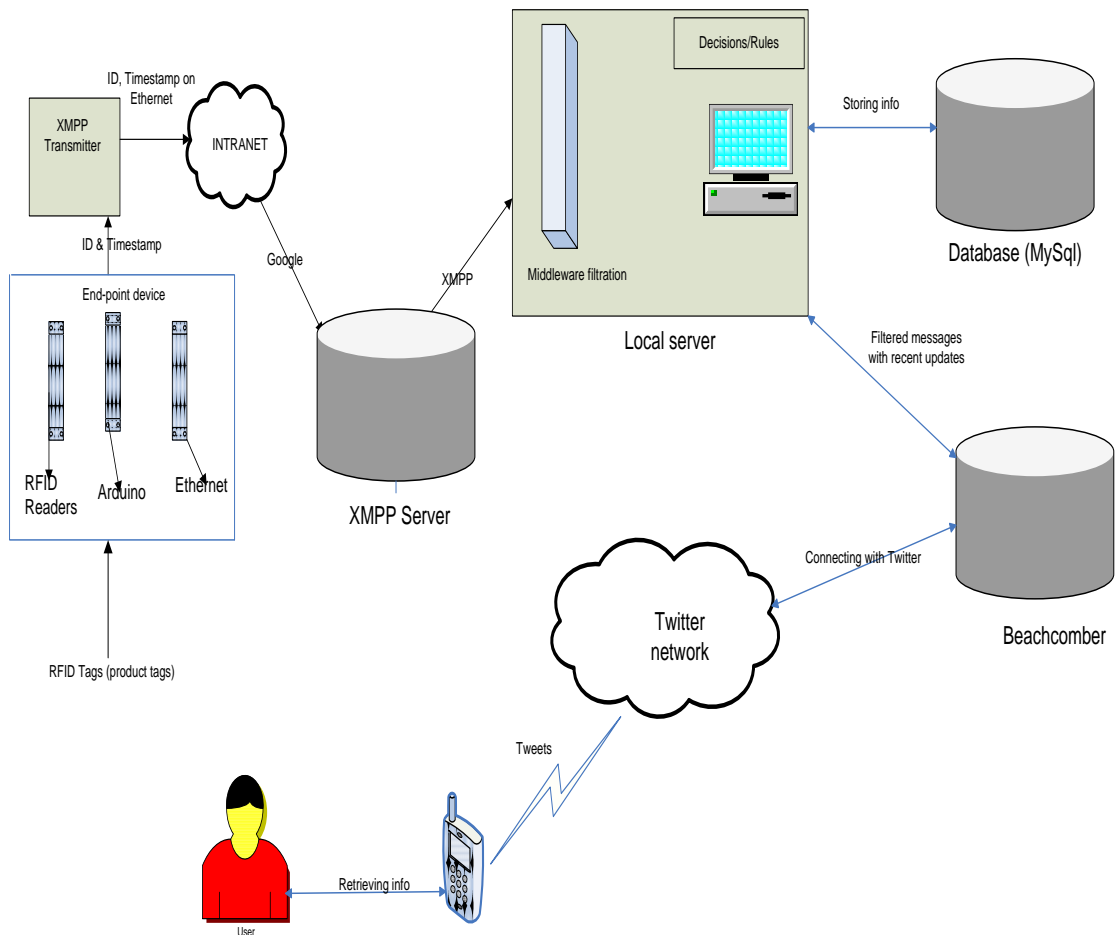 Decisions/Rules
ID, Timestamp on
Ethernet
XMPP
Transmitter
INTRANET
Storing info
ID & Timestamp
Google
XMPP
Middleware filtration
Database (MySql)
End-point device
Local server
Filtered messages
with recent updates
RFID
Readers
Arduino
Ethernet
XMPP Server
Connecting with Twitter
Twitter
network
Beachcomber
RFID Tags (product tags)
Tweets
Retrieving info
User